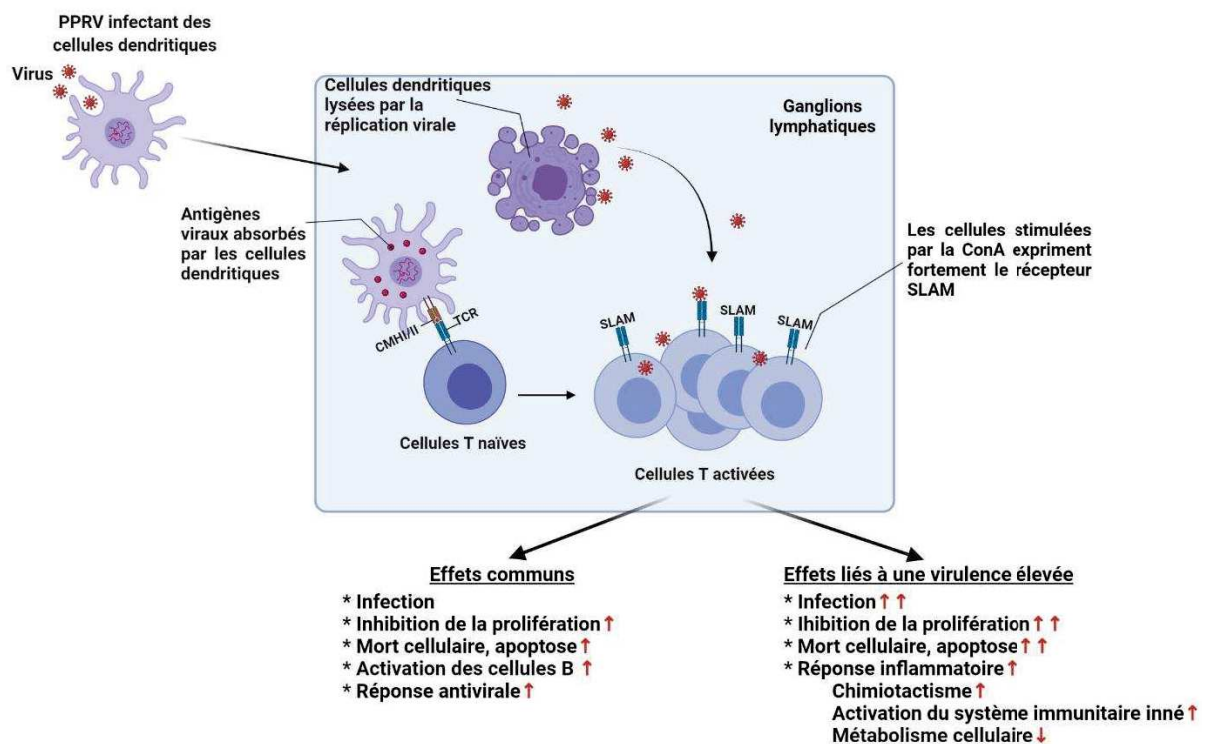 PPRV infectant des
cellules dendritiques
Virus
Cellules dendritiques
lysées par la
réplication virale
Ganglions
lymphatiques
Antigènes
viraux absorbés
par les cellules
dendritiques
Les cellules stimulées
par la ConA expriment
fortement le récepteur
SLAM
CMHI/II
TCR
SLAM
SLAM
SLAM
Cellules T naïves
Cellules T activées
Effets communs
* Infection
* Inhibition de la prolifération ↑
* Mort cellulaire, apoptose ↑
* Activation des cellules B ↑
* Réponse antivirale ↑
Effets liés à une virulence élevée
* Infection ↑ ↑
* Ihibition de la prolifération ↑ ↑
* Mort cellulaire, apoptose ↑ ↑
* Réponse inflammatoire ↑
Chimiotactisme ↑
Activation du système immunitaire inné ↑
Métabolisme cellulaire ↓